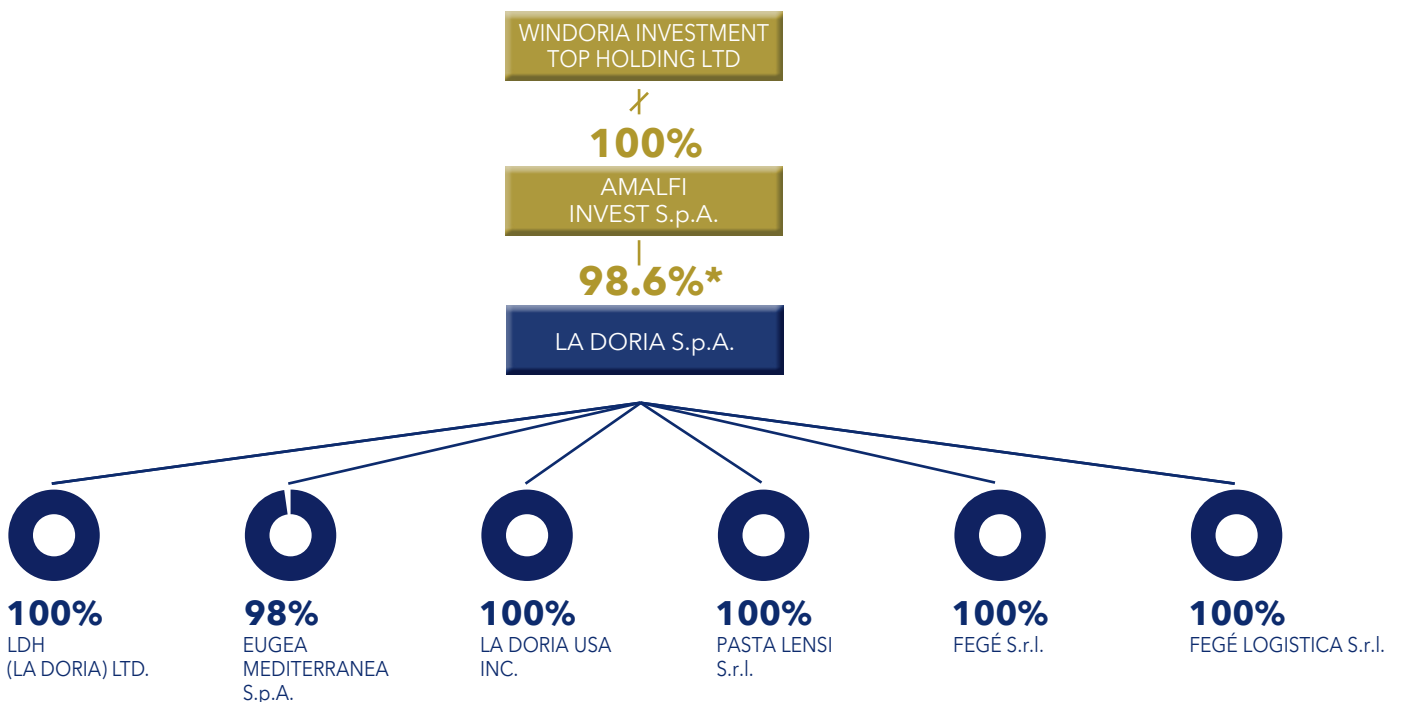 WINDORIA INVESTMENT
TOP HOLDING LTD
100%
AMALFI
INVEST S.p.A.
98.6%*
LA DORIA S.p.A.
100%
LDH
(LA DORIA) LTD.
98%
EUGEA
MEDITERRANEA
S.p.A.
100%
LA DORIA USA
INC.
100%
PASTA LENSI
S.r.l.
100%
FEGÉ S.r.l.
100%
FEGÉ LOGISTICA S.r.l.